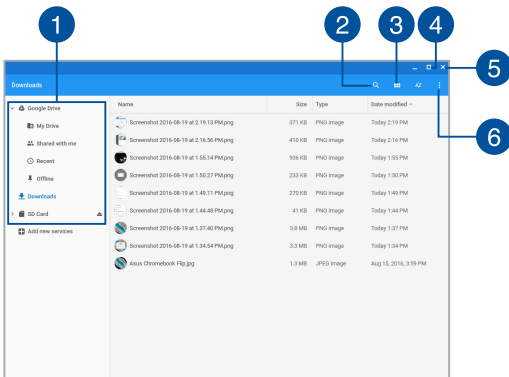 1
2
3
4
5
6
Downloads
AZ
Google Drive
My Drive
Shared with me
Recent
Offline
Downloads
SD Card
Add new services
Name Size Type Date modified
Screenshot 2016-08-19 at 2.19.13 PM.png 371 KB PNG image Today 2:19 PM
Screenshot 2016-08-19 at 2.16.56 PM.png 410 KB PNG image Today 2:16 PM
Screenshot 2016-08-19 at 1.55.14 PM.png 936 KB PNG image Today 1:55 PM
Screenshot 2016-08-19 at 1.50.27 PM.png 233 KB PNG image Today 1:50 PM
Screenshot 2016-08-19 at 1.49.11 PM.png 270 KB PNG image Today 1:49 PM
Screenshot 2016-08-19 at 1.44.48 PM.png 41 KB PNG image Today 1:44 PM
Screenshot 2016-08-19 at 1.37.40 PM.png 3.8 MB PNG image Today 1:37 PM
Screenshot 2016-08-19 at 1.34.54 PM.png 3.3 MB PNG image Today 1:34 PM
Asus Chromebook Flip.jpg 1.3 MB JPEG image Aug 15, 2016, 3:59 PM